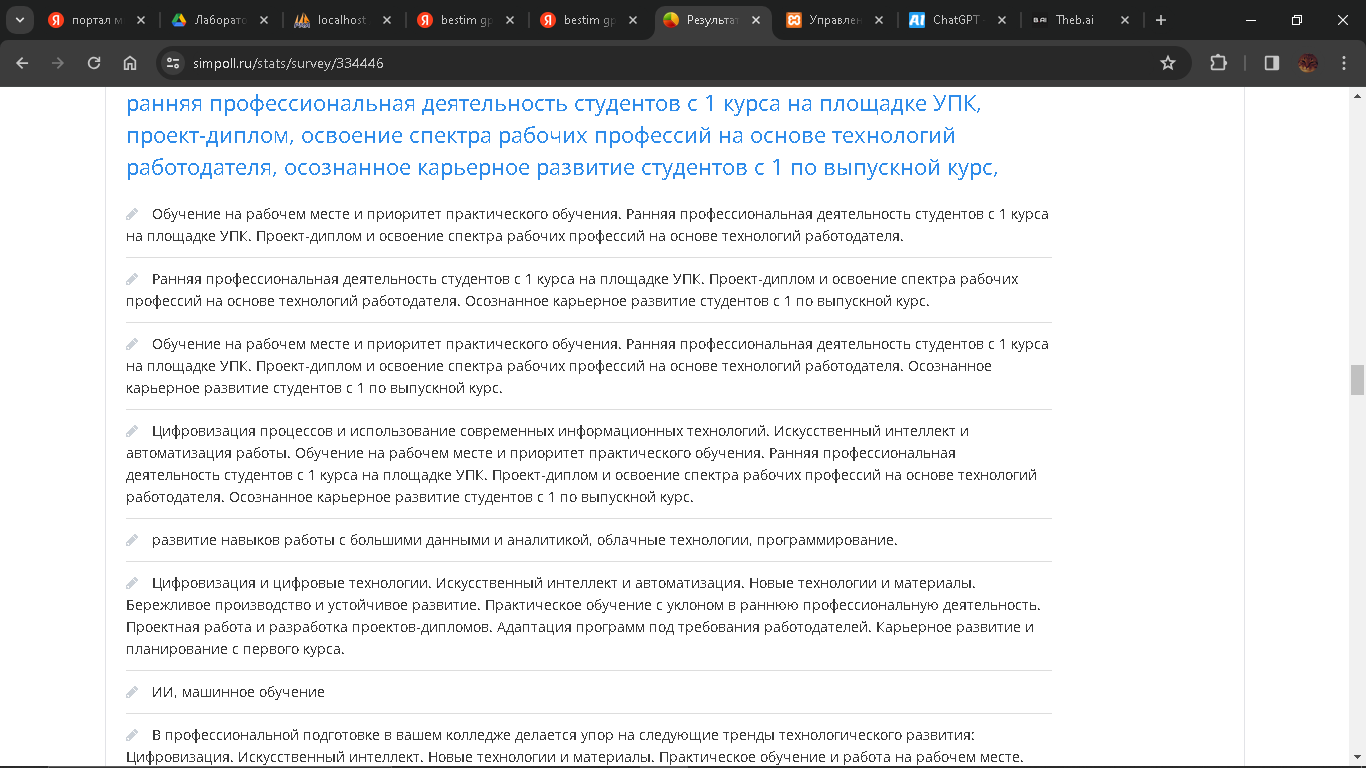 портал м
Лаборато
localhost
bestim gp
bestim gp
Результат
Управлен
ChatGPT
B AI
Theb.ai
simpoll.ru/stats/survey/334446
ранняя профессиональная деятельность студентов с 1 курса на площадке УПК,
проект-диплом, освоение спектра рабочих профессий на основе технологий
работодателя, осознанное карьерное развитие студентов с 1 по выпускной курс,
Обучение на рабочем месте и приоритет практического обучения. Ранняя профессиональная деятельность студентов с 1 курса
на площадке УПК. Проект-диплом и освоение спектра рабочих профессий на основе технологий работодателя.
Ранняя профессиональная деятельность студентов с 1 курса на площадке УПК. Проект-диплом и освоение спектра рабочих
профессий на основе технологий работодателя. Осознанное карьерное развитие студентов с 1 по выпускной курс.
Обучение на рабочем месте и приоритет практического обучения. Ранняя профессиональная деятельность студентов с 1 курса
на площадке УПК. Проект-диплом и освоение спектра рабочих профессий на основе технологий работодателя. Осознанное
карьерное развитие студентов с 1 по выпускной курс.
Цифровизация процессов и использование современных информационных технологий. Искусственный интеллект и
автоматизация работы. Обучение на рабочем месте и приоритет практического обучения. Ранняя профессиональная
деятельность студентов с 1 курса на площадке УПК. Проект-диплом и освоение спектра рабочих профессий на основе технологий
работодателя. Осознанное карьерное развитие студентов с 1 по выпускной курс.
развитие навыков работы с большими данными и аналитикой, облачные технологии, программирование.
Цифровизация и цифровые технологии. Искусственный интеллект и автоматизация. Новые технологии и материалы.
Бережливое производство и устойчивое развитие. Практическое обучение с уклоном в раннюю профессиональную деятельность.
Проектная работа и разработка проектов-дипломов. Адаптация программ под требования работодателей. Карьерное развитие и
планирование с первого курса.
ИИ, машинное обучение
В профессиональной подготовке в вашем колледже делается упор на следующие тренды технологического развития:
Цифровизация. Искусственный интеллект. Новые технологии и материалы. Практическое обучение и работа на рабочем месте.